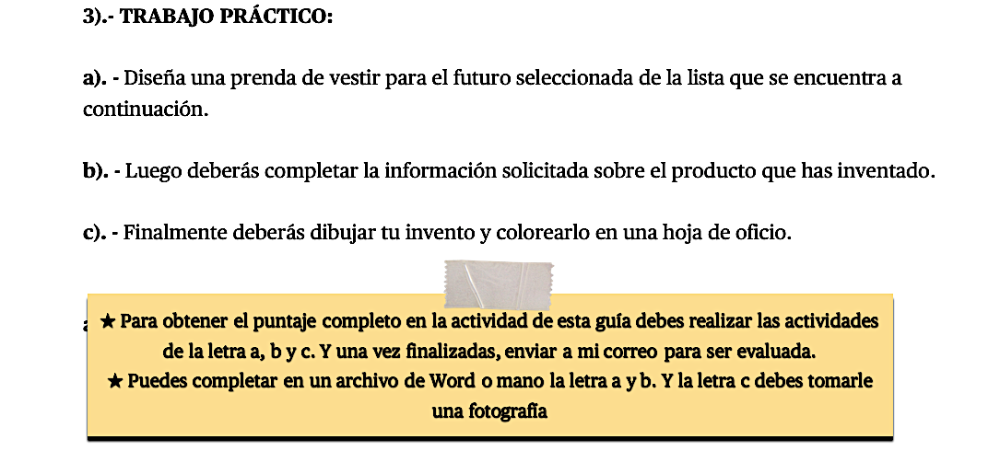 3).- TRABAJO PRÁCTICO:
a). - Diseña una prenda de vestir para el futuro seleccionada de la lista que se encuentra a
continuación.
b). - Luego deberás completar la información solicitada sobre el producto que has inventado.
c). - Finalmente deberás dibujar tu invento y colorearlo en una hoja de oficio.
★ Para obtener el puntaje completo en la actividad de esta guía debes realizar las actividades
de la letra a, b y c. Y una vez finalizadas, enviar a mi correo para ser evaluada.
★ Puedes completar en un archivo de Word o mano la letra a y b. Y la letra c debes tomarle
una fotografía